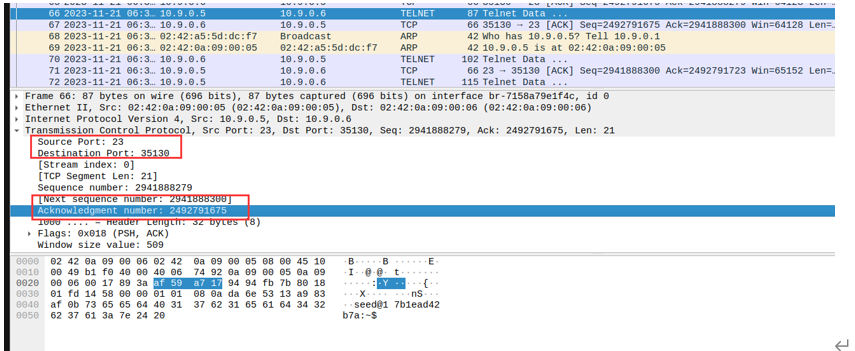 66 2023-11-21 06:3… 10.9.0.5 10.9.0.6 TELNET 87 Telnet Data ...
67 2023-11-21 06:3… 10.9.0.6 10.9.0.5 TCP 66 35130 → 23 [ACK] Seq=2492791675 Ack=2941888300 Win=64128 Len=…
68 2023-11-21 06:3… 02:42:a5:5d:dc:f7 Broadcast ARP 42 Who has 10.9.0.5? Tell 10.9.0.1
69 2023-11-21 06:3… 02:42:0a:09:00:05 02:42:a5:5d:dc:f7 ARP 42 10.9.0.5 is at 02:42:0a:09:00:05
70 2023-11-21 06:3… 10.9.0.6 10.9.0.5 TELNET 102 Telnet Data ...
71 2023-11-21 06:3… 10.9.0.5 10.9.0.6 TCP 66 23 → 35130 [ACK] Seq=2941888300 Ack=2492791723 Win=65152 Len=…
72 2023-11-21 06:3… 10.9.0.5 10.9.0.6 TELNET 115 Telnet Data ...
Frame 66: 87 bytes on wire (696 bits), 87 bytes captured (696 bits) on interface br-7158a79e1f4c, id 0
Ethernet II, Src: 02:42:0a:09:00:05 (02:42:0a:09:00:05), Dst: 02:42:0a:09:00:06 (02:42:0a:09:00:06)
Internet Protocol Version 4, Src: 10.9.0.5, Dst: 10.9.0.6
Transmission Control Protocol, Src Port: 23, Dst Port: 35130, Seq: 2941888279, Ack: 2492791675, Len: 21
Source Port: 23
Destination Port: 35130
[Stream index: 0]
[TCP Segment Len: 21]
Sequence number: 2941888279
[Next sequence number: 2941888300]
Acknowledgment number: 2492791675
1000 .... = Header Length: 32 bytes (8)
Flags: 0x018 (PSH, ACK)
Window size value: 509
0000 02 42 0a 09 00 06 02 42 0a 09 00 05 08 00 45 10 ·B·····B ······E·
0010 00 49 b1 f0 40 00 40 06 74 92 0a 09 00 05 0a 09 ·I··@·@· t·······
0020 00 06 00 17 89 3a af 59 a7 17 94 94 fb 7b 80 18 ·····:·Y ·····{··
0030 01 fd 14 58 00 00 01 01 08 0a da 6e 53 13 a9 83 ···X···· ···nS···
0040 af 0b 73 65 65 64 40 31 37 62 31 65 61 64 34 32 ··seed@1 7b1ead42
0050 62 37 61 3a 7e 24 20 b7a:~$